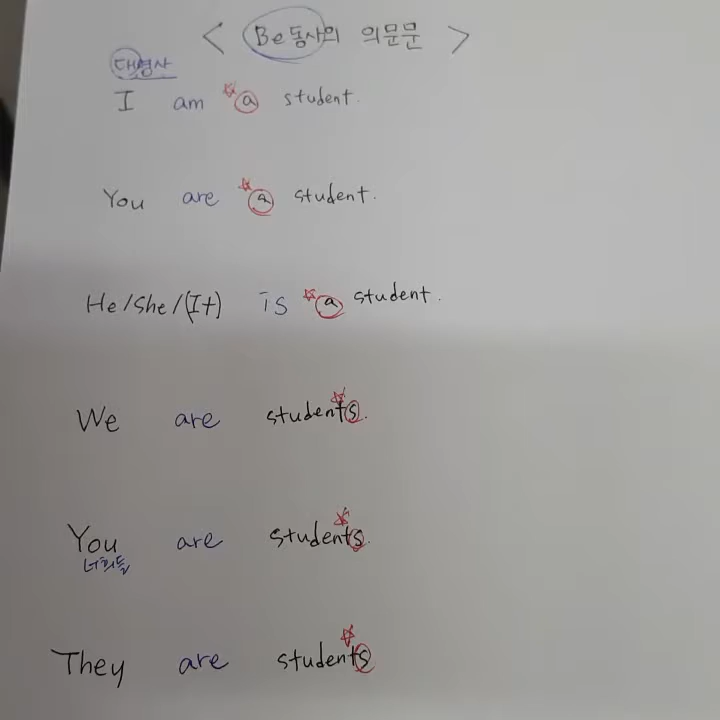 < Be동사의 의문문 >
대명사
I am ☆ a student.
You are ☆ a student.
He/She/(It) is ☆ a student.
We are students.
You are students.
너희들
They are students